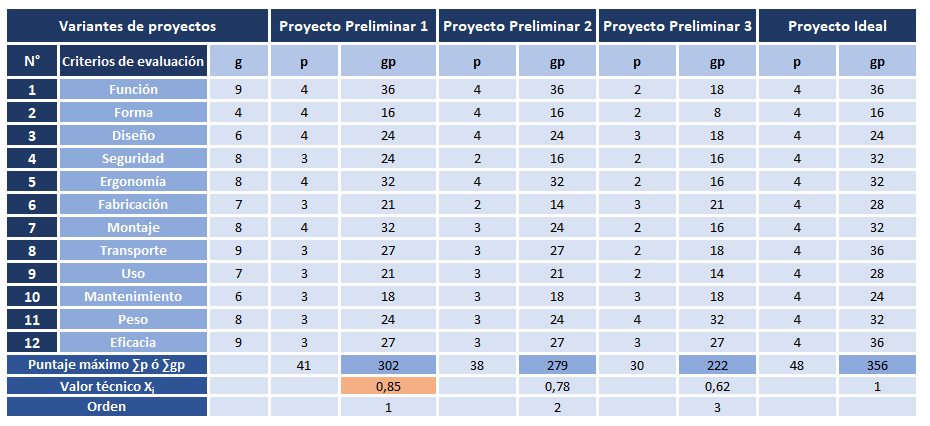 Variantes de proyectos Proyecto Preliminar 1 Proyecto Preliminar 2 Proyecto Preliminar 3 Proyecto Ideal
N° Criterios de evaluación g p gp p gp p gp p gp
1 Función 9 4 36 4 36 2 18 4 36
2 Forma 4 4 16 4 16 2 8 4 16
3 Diseño 6 4 24 4 24 3 18 4 24
4 Seguridad 8 3 24 2 16 2 16 4 32
5 Ergonomía 8 4 32 4 32 2 16 4 32
6 Fabricación 7 3 21 2 14 3 21 4 28
7 Montaje 8 4 32 3 24 2 16 4 32
8 Transporte 9 3 27 3 27 2 18 4 36
9 Uso 7 3 21 3 21 2 14 4 28
10 Mantenimiento 6 3 18 3 18 3 18 4 24
11 Peso 8 3 24 3 24 4 32 4 32
12 Eficacia 9 3 27 3 27 3 27 4 36
Puntaje máximo ∑p ó ∑gp 41 302 38 279 30 222 48 356
Valor técnico Xⱼ 0,85 0,78 0,62 1
Orden 1 2 3